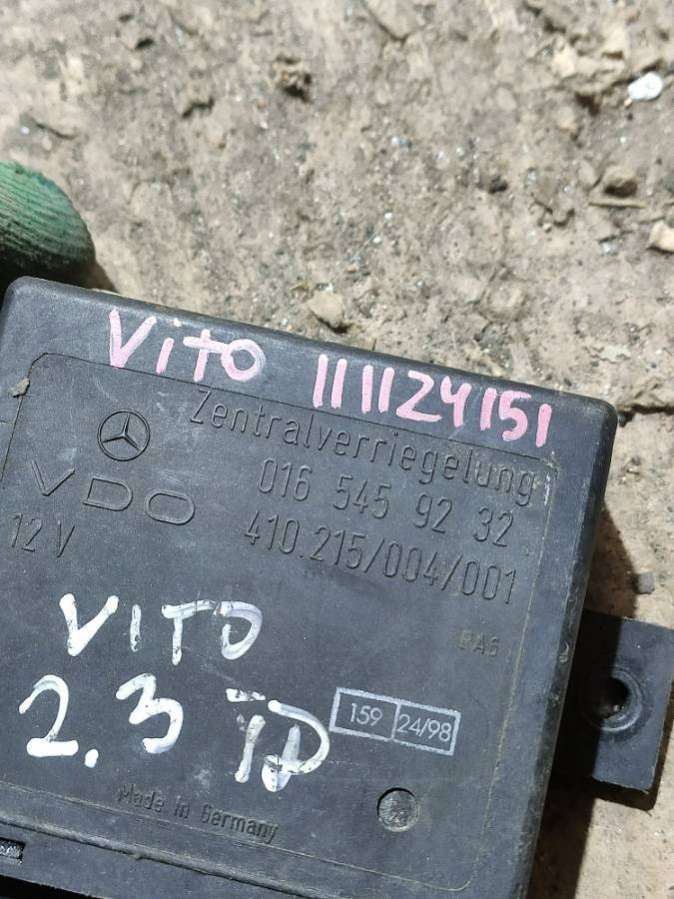 VITO 111124151
Zentralverriegelung
VDO
016 545 92 32
12 V
410.215/004/001
PA6
VITO
2.3 TD
159 24/98
Made in Germany